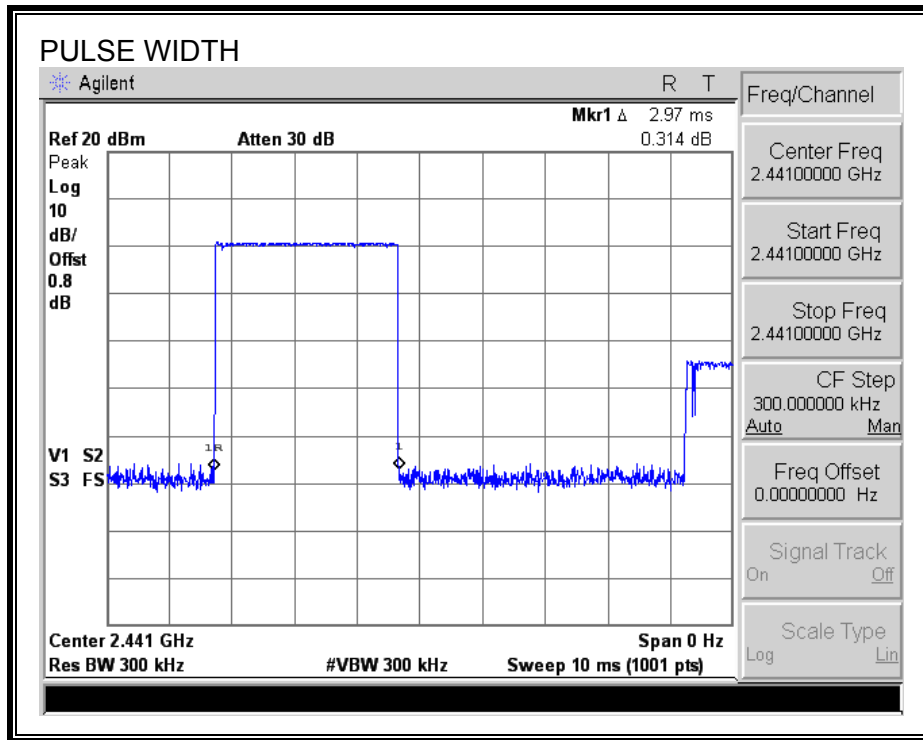 PULSE WIDTH
Agilent R T
Mkr1 Δ 2.97 ms
Ref 20 dBm Atten 30 dB 0.314 dB
Peak
Log
10
dB/
Offst
0.8
dB
1R 1
V1 S2
S3 FS
Center 2.441 GHz Span 0 Hz
Res BW 300 kHz #VBW 300 kHz Sweep 10 ms (1001 pts)
Freq/Channel
Center Freq
2.44100000 GHz
Start Freq
2.44100000 GHz
Stop Freq
2.44100000 GHz
CF Step
300.000000 kHz
Auto Man
Freq Offset
0.00000000 Hz
Signal Track
On Off
Scale Type
Log Lin